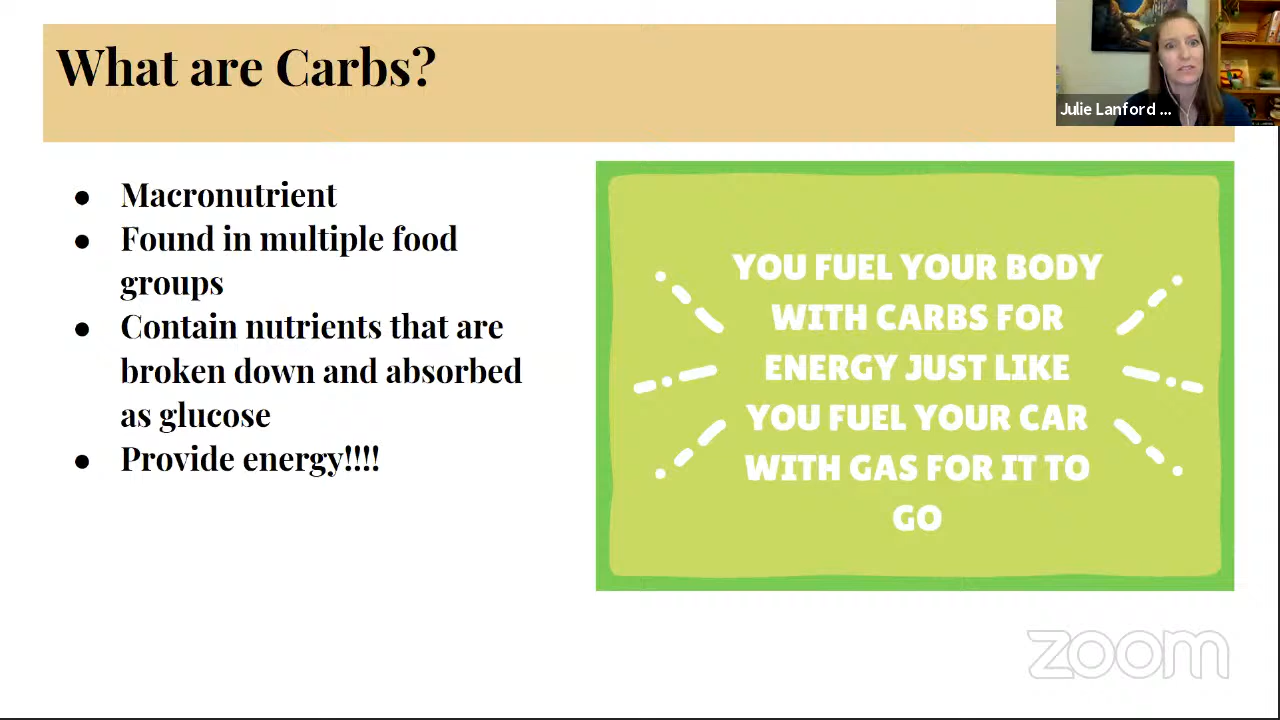 What are Carbs?
Julie Lanford ...
● Macronutrient
● Found in multiple food
groups
● Contain nutrients that are
broken down and absorbed
as glucose
● Provide energy!!!!
YOU FUEL YOUR BODY
WITH CARBS FOR
ENERGY JUST LIKE
YOU FUEL YOUR CAR
WITH GAS FOR IT TO
GO
zoom